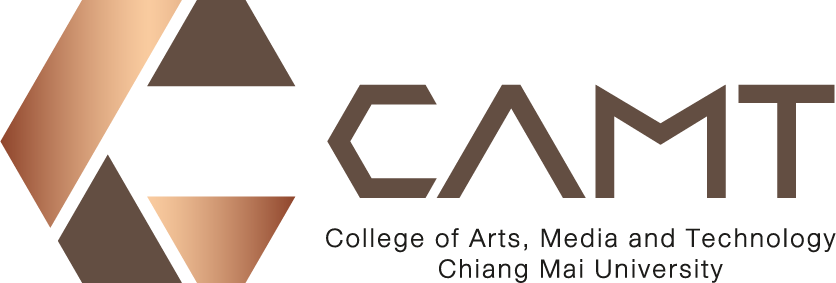 CAMT
College of Arts, Media and Technology
Chiang Mai University